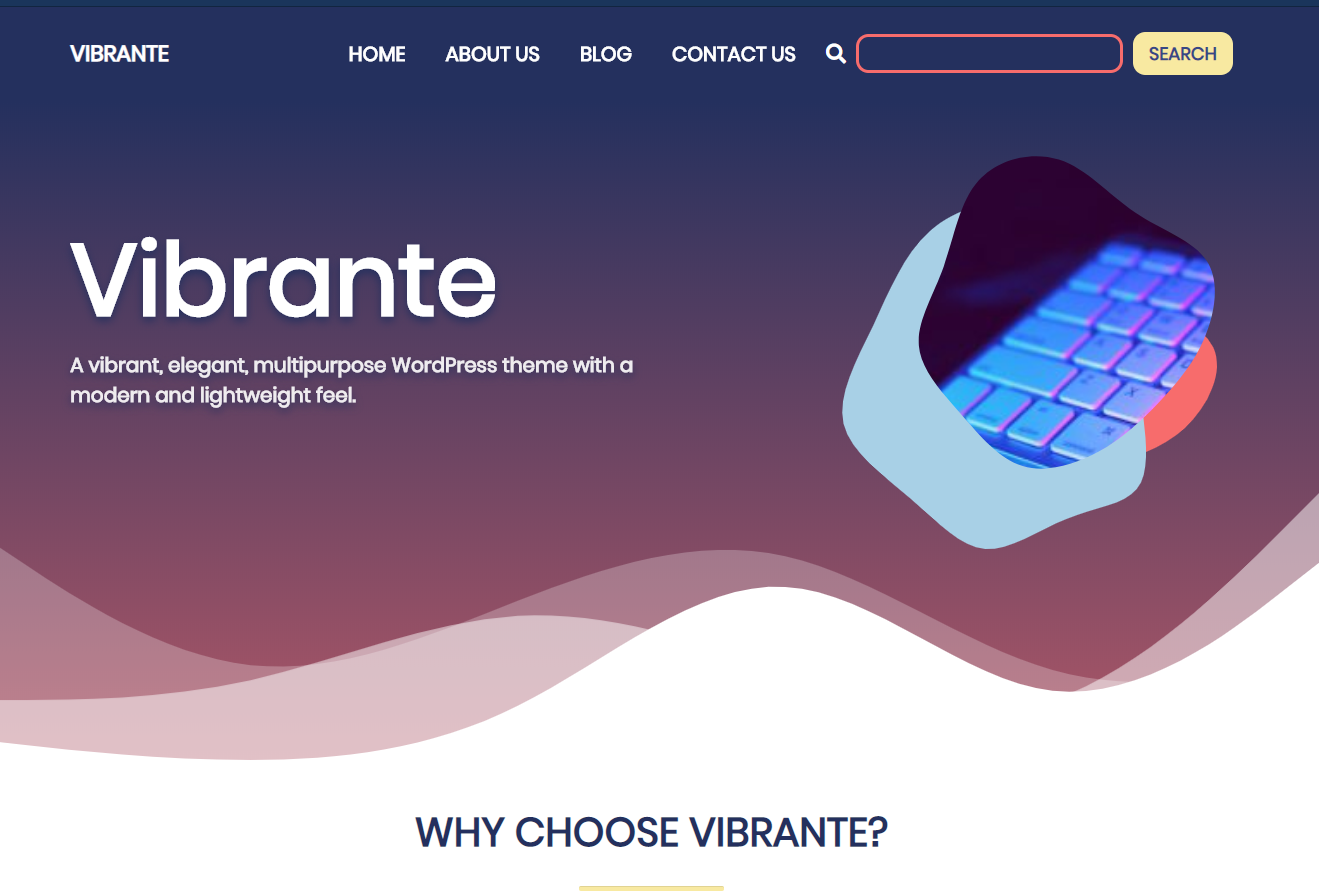 VIBRANTE
HOME ABOUT US BLOG CONTACT US SEARCH
Vibrante
A vibrant, elegant, multipurpose WordPress theme with a
modern and lightweight feel.
WHY CHOOSE VIBRANTE?